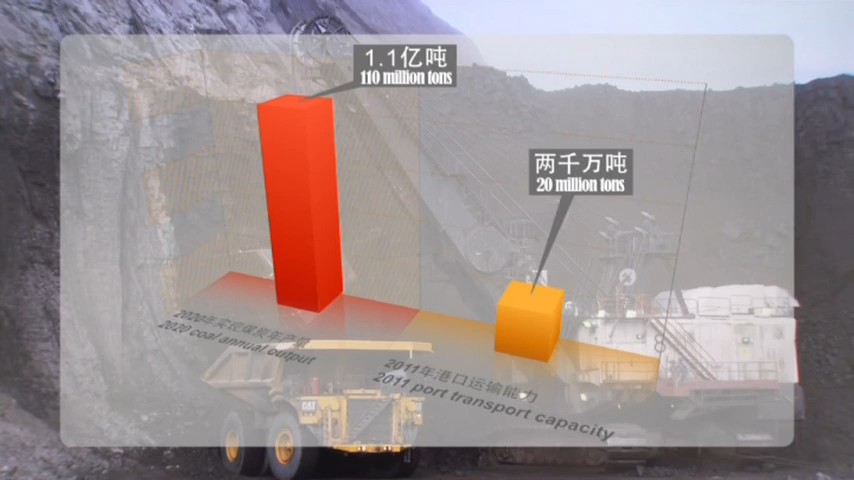 1.1亿吨
110 million tons
两千万吨
20 million tons
2020年实现煤炭年产量
2020 coal annual output
2011年港口运输能力
2011 port transport capacity
CAT